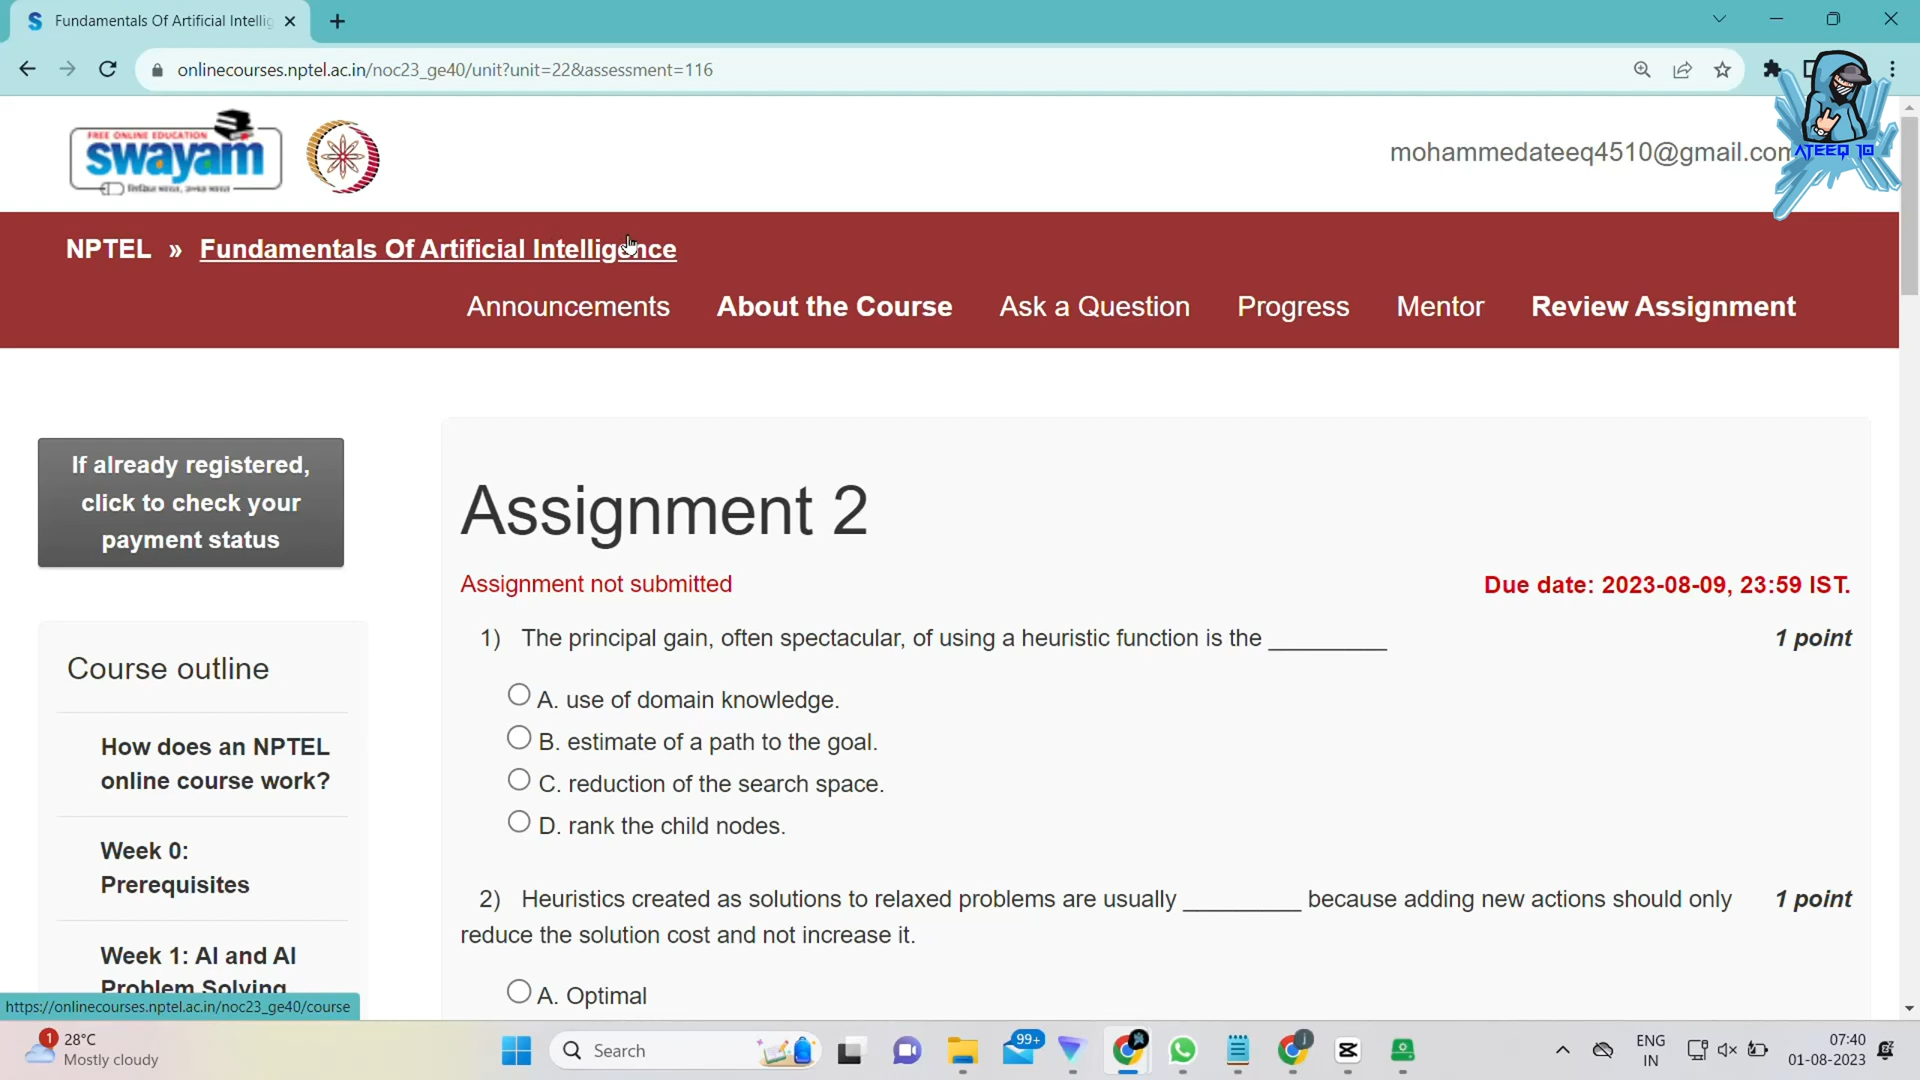 Fundamentals Of Artificial Intellig
onlinecourses.nptel.ac.in/noc23_ge40/unit?unit=22&assessment=116
FREE ONLINE EDUCATION
swayam
mohammedateeq4510@gmail.com
ATEEQ 10
NPTEL » Fundamentals Of Artificial Intelligence
Announcements About the Course Ask a Question Progress Mentor Review Assignment
If already registered,
click to check your
payment status
Course outline
How does an NPTEL
online course work?
Week 0:
Prerequisites
Week 1: AI and AI
Problem Solving
Assignment 2
Assignment not submitted
Due date: 2023-08-09, 23:59 IST.
1) The principal gain, often spectacular, of using a heuristic function is the _________ 1 point
A. use of domain knowledge.
B. estimate of a path to the goal.
C. reduction of the search space.
D. rank the child nodes.
2) Heuristics created as solutions to relaxed problems are usually _________ because adding new actions should only 1 point
reduce the solution cost and not increase it.
A. Optimal
https://onlinecourses.nptel.ac.in/noc23_ge40/course
1
28°C
Mostly cloudy
Search
99+
ENG
IN
07:40
01-08-2023